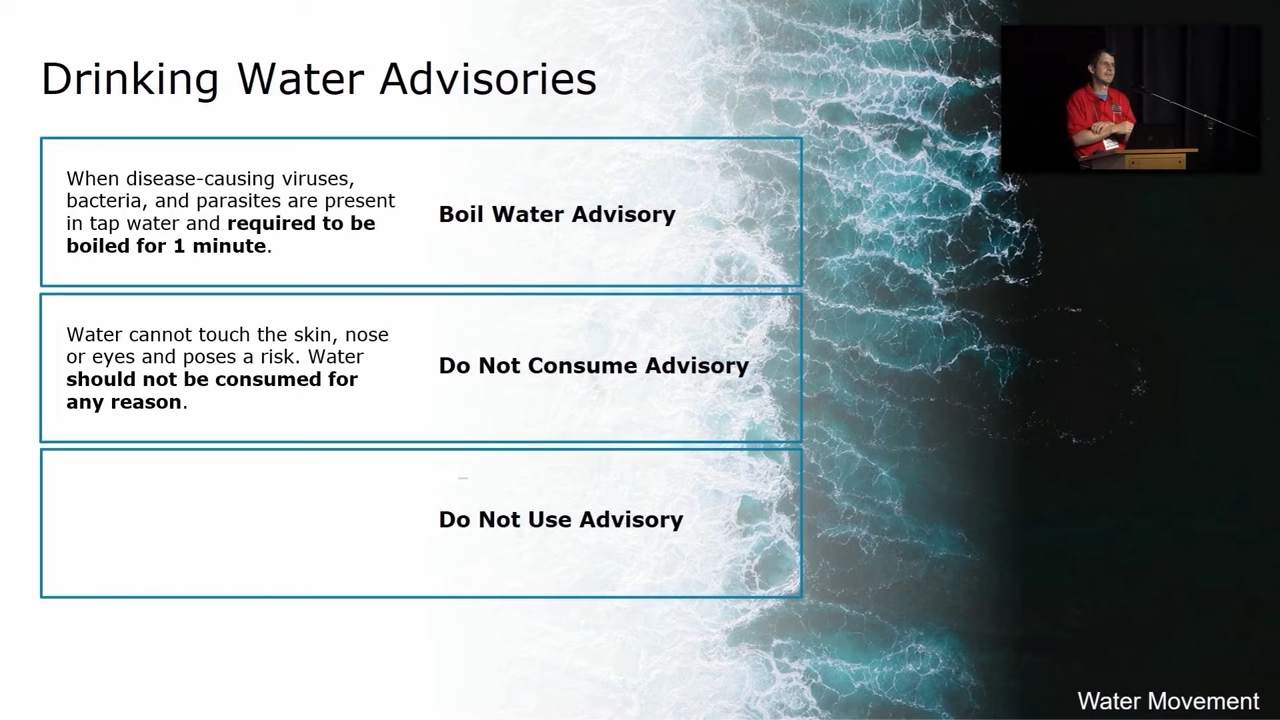 Drinking Water Advisories
When disease-causing viruses,
bacteria, and parasites are present
in tap water and required to be
boiled for 1 minute.
Boil Water Advisory
Water cannot touch the skin, nose
or eyes and poses a risk. Water
should not be consumed for
any reason.
Do Not Consume Advisory
Do Not Use Advisory
Water Movement